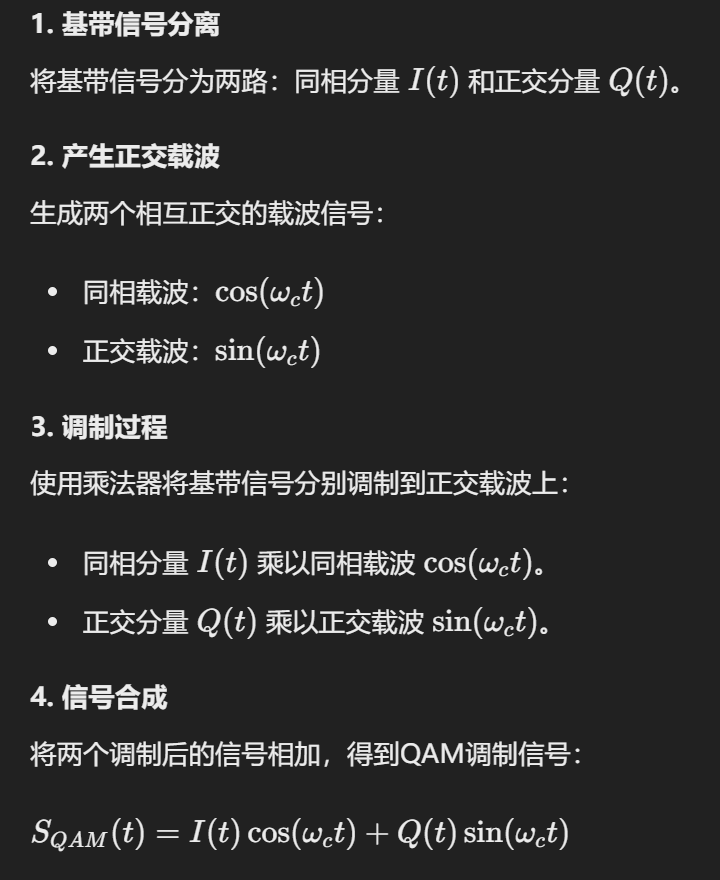 1. 基带信号分离
将基带信号分为两路：同相分量 I(t) 和正交分量 Q(t)。
2. 产生正交载波
生成两个相互正交的载波信号：
• 同相载波：cos(ω_c t)
• 正交载波：sin(ω_c t)
3. 调制过程
使用乘法器将基带信号分别调制到正交载波上：
• 同相分量 I(t) 乘以同相载波 cos(ω_c t)。
• 正交分量 Q(t) 乘以正交载波 sin(ω_c t)。
4. 信号合成
将两个调制后的信号相加，得到QAM调制信号：
S_{QAM}(t) = I(t) cos(ω_c t) + Q(t) sin(ω_c t)